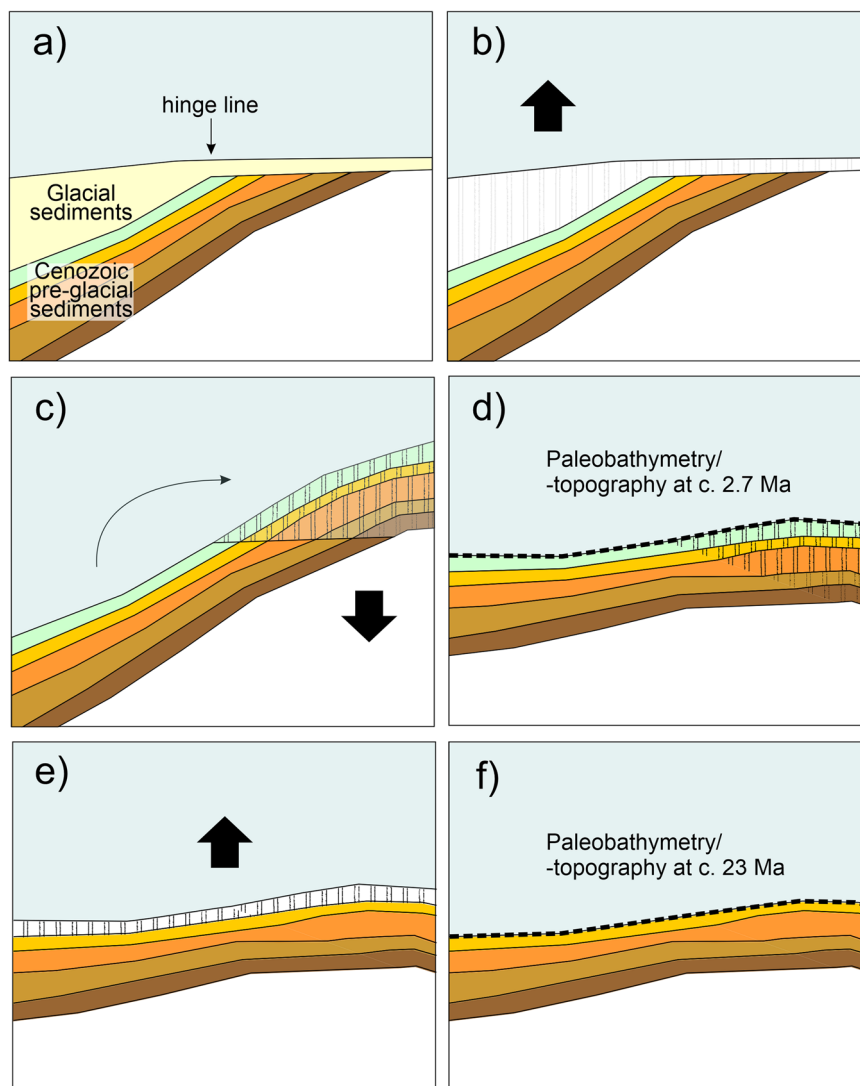 a)
hinge line
Glacial
sediments
Cenozoic
pre-glacial
sediments
b)
c)
d)
Paleobathymetry/
-topography at c. 2.7 Ma
e)
f)
Paleobathymetry/
-topography at c. 23 Ma